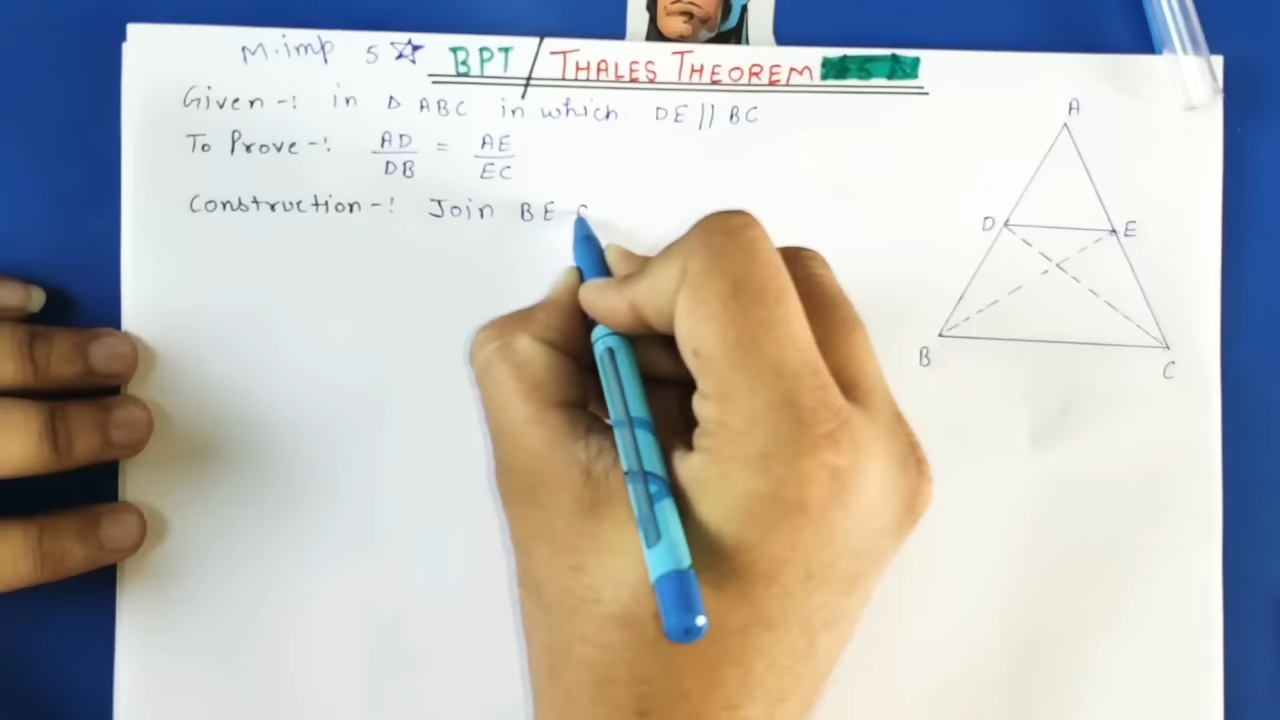 M.imp 5 ☆ BPT / THALES THEOREM
Given -: in Δ ABC in which DE || BC
To Prove -: AD/DB = AE/EC
Construction -: Join BE
A
D E
B C